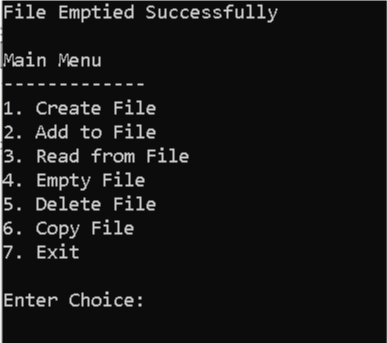 File Emptied Successfully
Main Menu
-------------
1. Create File
2. Add to File
3. Read from File
4. Empty File
5. Delete File
6. Copy File
7. Exit
Enter Choice: